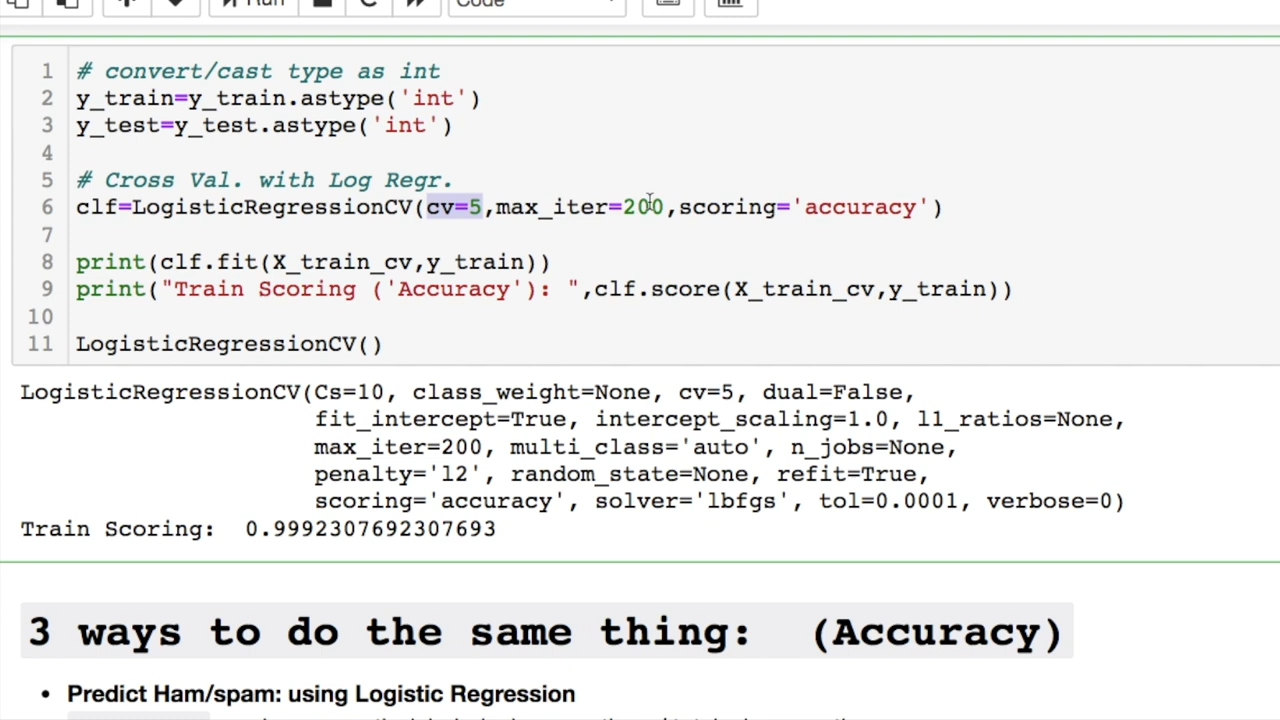 Run
Code
1 # convert/cast type as int
2 y_train=y_train.astype('int')
3 y_test=y_test.astype('int')
4
5 # Cross Val. with Log Regr.
6 clf=LogisticRegressionCV(cv=5,max_iter=200,scoring='accuracy')
7
8 print(clf.fit(X_train_cv,y_train))
9 print("Train Scoring ('Accuracy'): ",clf.score(X_train_cv,y_train))
10
11 LogisticRegressionCV()
LogisticRegressionCV(Cs=10, class_weight=None, cv=5, dual=False,
fit_intercept=True, intercept_scaling=1.0, l1_ratios=None,
max_iter=200, multi_class='auto', n_jobs=None,
penalty='l2', random_state=None, refit=True,
scoring='accuracy', solver='lbfgs', tol=0.0001, verbose=0)
Train Scoring:  0.9992307692307693
3 ways to do the same thing:  (Accuracy)
• Predict Ham/spam: using Logistic Regression